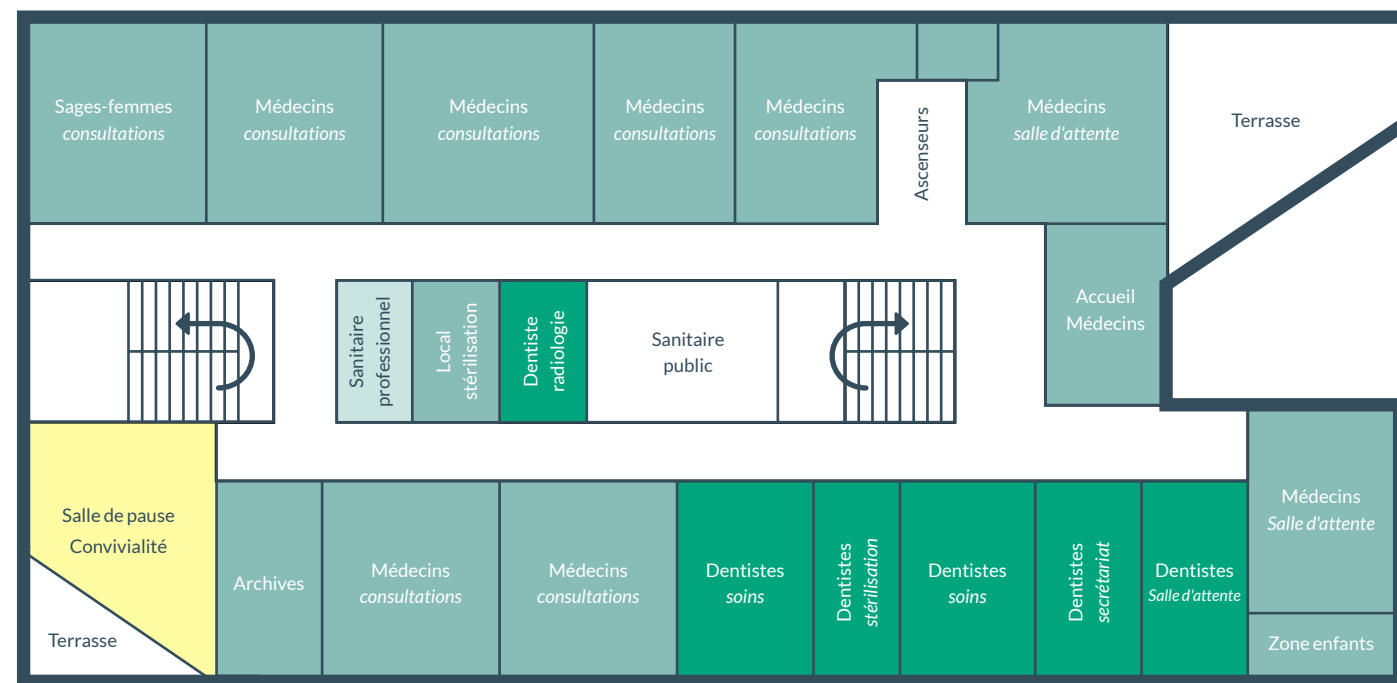 Sages-femmes
consultations
Médecins
consultations
Médecins
consultations
Médecins
consultations
Médecins
consultations
Ascenseurs
Médecins
salle d'attente
Terrasse
Sanitaire
professionnel
Local
stérilisation
Dentiste
radiologie
Sanitaire
public
Accueil
Médecins
Salle de pause
Convivialité
Terrasse
Archives
Médecins
consultations
Médecins
consultations
Dentistes
soins
Dentistes
stérilisation
Dentistes
soins
Dentistes
secrétariat
Dentistes
Salle d'attente
Médecins
Salle d'attente
Zone enfants